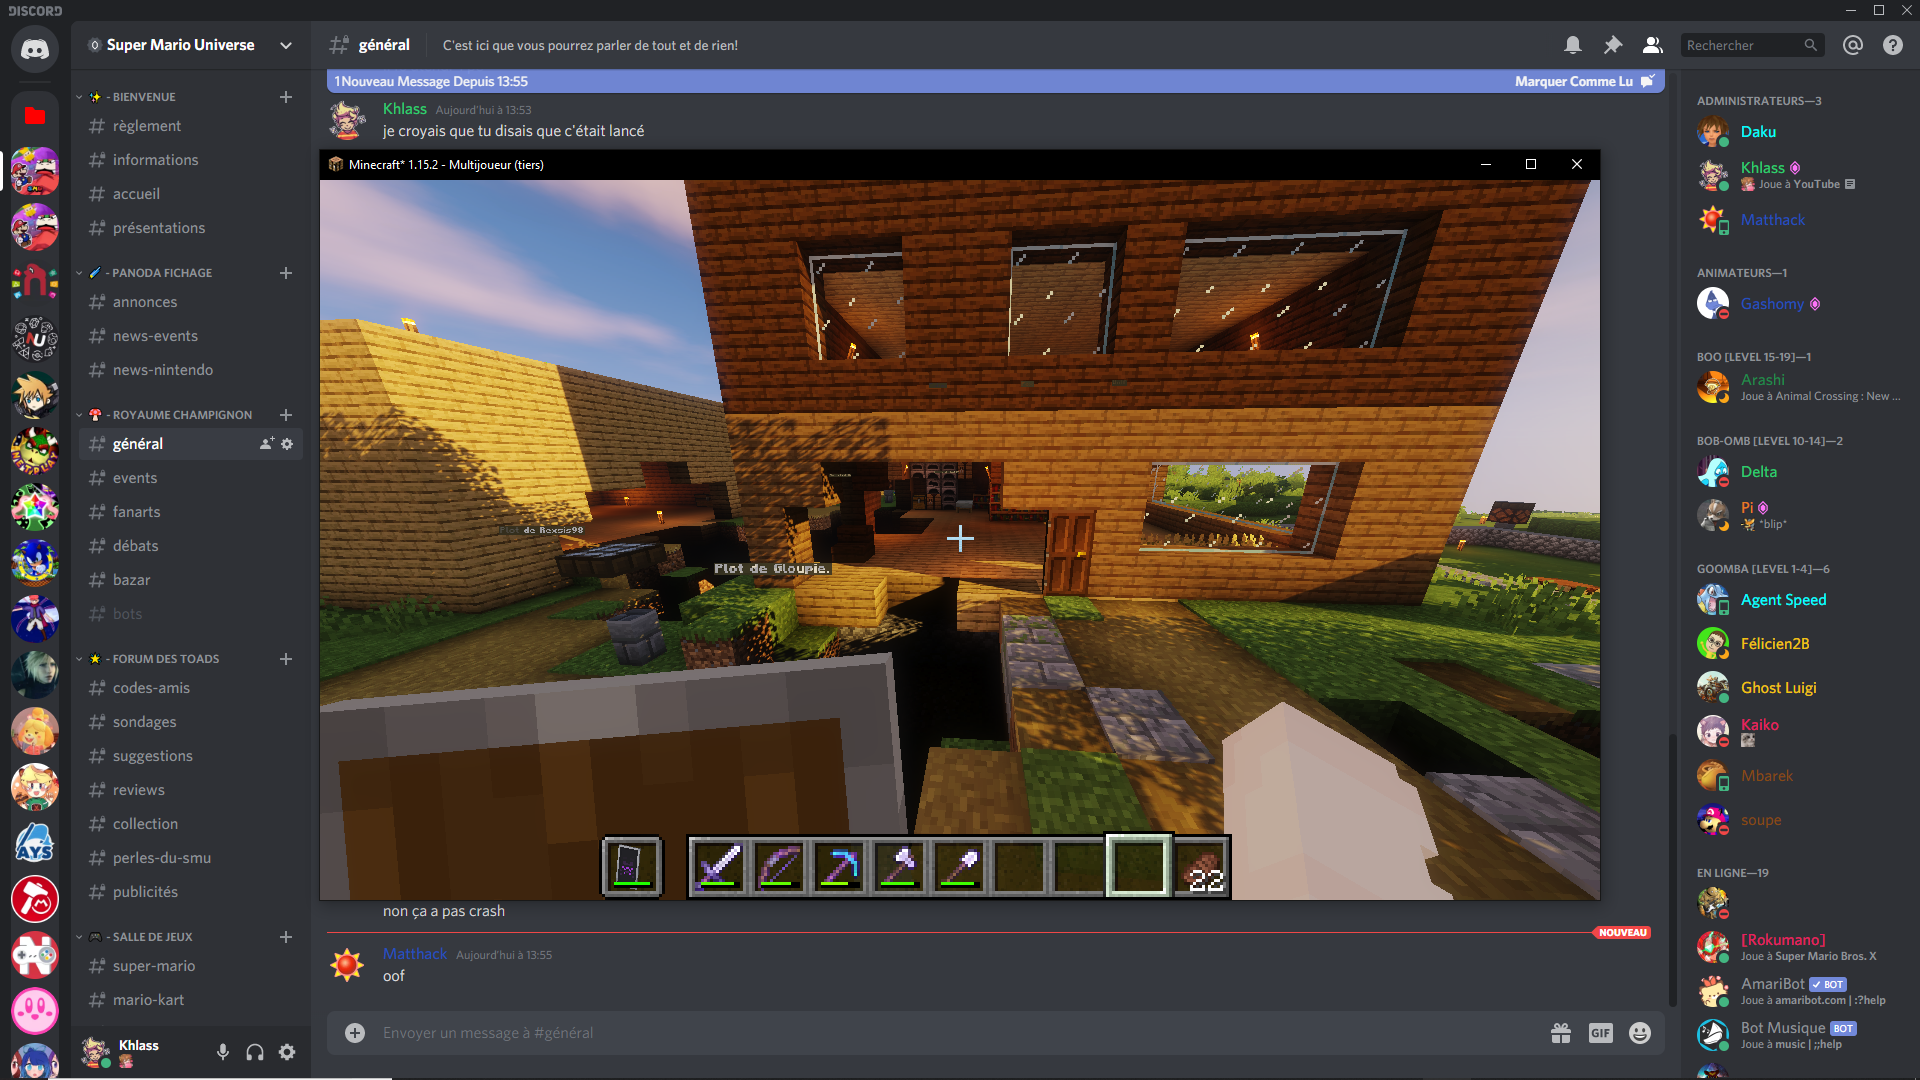 DISCORD
Super Mario Universe
- BIENVENUE
règlement
informations
accueil
présentations
- PANODA FICHAGE
annonces
news-events
news-nintendo
- ROYAUME CHAMPIGNON
général
events
fanarts
débats
bazar
bots
- FORUM DES TOADS
codes-amis
sondages
suggestions
reviews
collection
perles-du-smu
publicités
- SALLE DE JEUX
super-mario
mario-kart
Khlass
général
C'est ici que vous pourrez parler de tout et de rien!
Rechercher
1 Nouveau Message Depuis 13:55
Marquer Comme Lu
Khlass Aujourd'hui à 13:53
je croyais que tu disais que c'était lancé
Minecraft* 1.15.2 - Multijoueur (tiers)
Plot de Rexsis98
Plot de Gloupie.
22
non ça a pas crash
NOUVEAU
Matthack Aujourd'hui à 13:55
oof
Envoyer un message à #général
GIF
ADMINISTRATEURS—3
Daku
Khlass
Joue à YouTube
Matthack
ANIMATEURS—1
Gashomy
BOO [LEVEL 15-19]—1
Arashi
Joue à Animal Crossing : New ...
BOB-OMB [LEVEL 10-14]—2
Delta
Pi
*blip*
GOOMBA [LEVEL 1-4]—6
Agent Speed
Félicien2B
Ghost Luigi
Kaiko
Mbarek
soupe
EN LIGNE—19
[Rokumano]
Joue à Super Mario Bros. X
AmariBot BOT
Joue à amaribot.com | :?help
Bot Musique BOT
Joue à music | ;;help